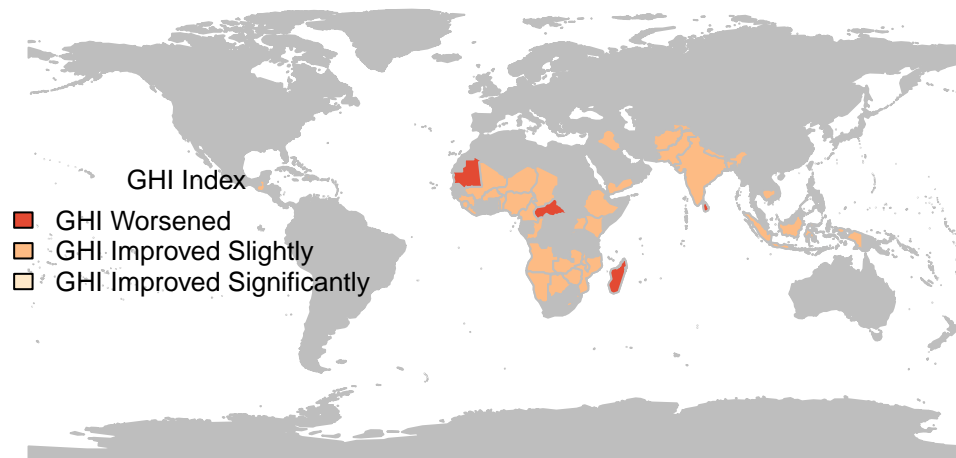 GHI Index
GHI Worsened
GHI Improved Slightly
GHI Improved Significantly